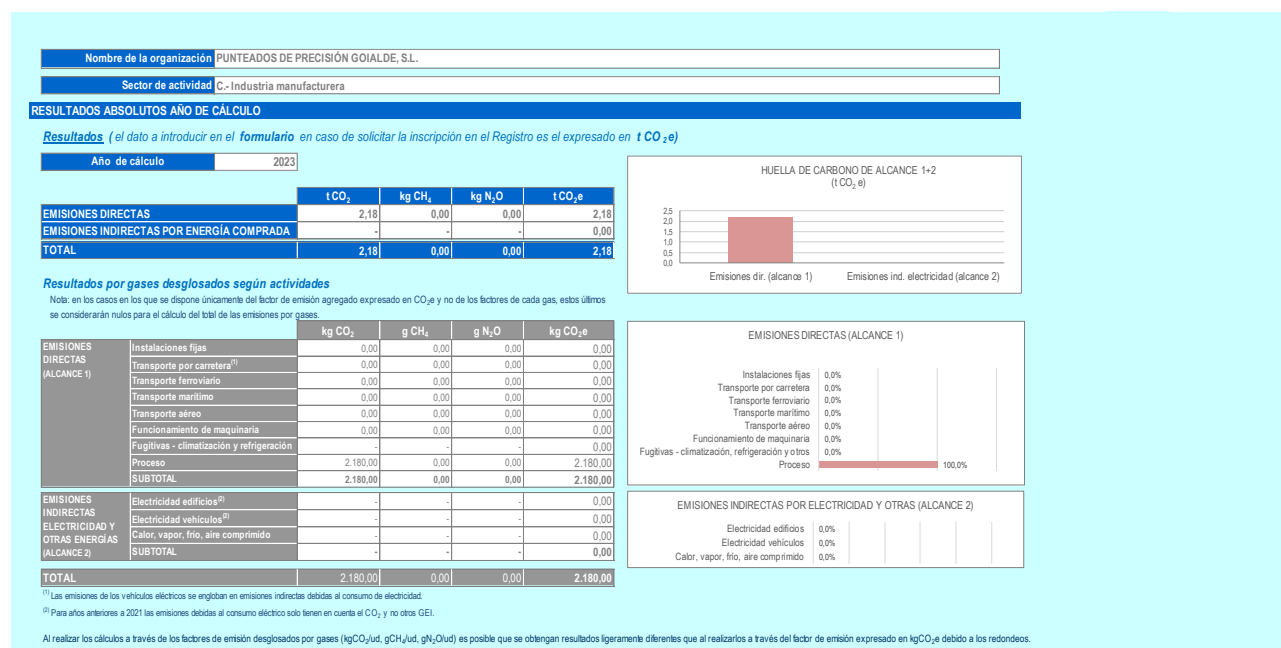 Nombre de la organización PUNTEADOS DE PRECISIÓN GOIALDE, S.L.
Sector de actividad C.- Industria manufacturera
RESULTADOS ABSOLUTOS AÑO DE CÁLCULO
Resultados ( el dato a introducir en el formulario en caso de solicitar la inscripción en el Registro es el expresado en t CO2e)
Año de cálculo 2023
t CO2 kg CH4 kg N2O t CO2e
EMISIONES DIRECTAS 2,18 0,00 0,00 2,18
EMISIONES INDIRECTAS POR ENERGÍA COMPRADA - - - 0,00
TOTAL 2,18 0,00 0,00 2,18
HUELLA DE CARBONO DE ALCANCE 1+2
(t CO2 e)
2,5
2,0
1,5
1,0
0,5
0,0
Emisiones dir. (alcance 1) Emisiones ind. electricidad (alcance 2)
Resultados por gases desglosados según actividades
Nota: en los casos en los que se dispone únicamente del factor de emisión agregado expresado en CO2e y no de los factores de cada gas, estos últimos
se considerarán nulos para el cálculo del total de las emisiones por gases.
kg CO2 g CH4 g N2O kg CO2e
EMISIONES
DIRECTAS
(ALCANCE 1)
Instalaciones fijas 0,00 0,00 0,00 0,00
Transporte por carretera(1) 0,00 0,00 0,00 0,00
Transporte ferroviario 0,00 0,00 0,00 0,00
Transporte marítimo 0,00 0,00 0,00 0,00
Transporte aéreo 0,00 0,00 0,00 0,00
Funcionamiento de maquinaria 0,00 0,00 0,00 0,00
Fugitivas - climatización y refrigeración - - - 0,00
Proceso 2.180,00 0,00 0,00 2.180,00
SUBTOTAL 2.180,00 0,00 0,00 2.180,00
EMISIONES
INDIRECTAS
ELECTRICIDAD Y
OTRAS ENERGÍAS
(ALCANCE 2)
Electricidad edificios(2) - - - 0,00
Electricidad vehículos(2) - - - 0,00
Calor, vapor, frío, aire comprimido - - - 0,00
SUBTOTAL - - - 0,00
TOTAL 2.180,00 0,00 0,00 2.180,00
EMISIONES DIRECTAS (ALCANCE 1)
Instalaciones fijas 0,0%
Transporte por carretera 0,0%
Transporte ferroviario 0,0%
Transporte marítimo 0,0%
Transporte aéreo 0,0%
Funcionamiento de maquinaria 0,0%
Fugitivas - climatización, refrigeración y otros 0,0%
Proceso 100,0%
EMISIONES INDIRECTAS POR ELECTRICIDAD Y OTRAS (ALCANCE 2)
Electricidad edificios 0,0%
Electricidad vehículos 0,0%
Calor, vapor, frío, aire comprimido 0,0%
(1) Las emisiones de los vehículos eléctricos se engloban en emisiones indirectas debidas al consumo de electricidad.
(2) Para años anteriores a 2021 las emisiones debidas al consumo eléctrico solo tienen en cuenta el CO2 y no otros GEI.
Al realizar los cálculos a través de los factores de emisión desglosados por gases (kgCO2/ud, gCH4/ud, gN2O/ud) es posible que se obtengan resultados ligeramente diferentes que al realizarlos a través del factor de emisión expresado en kgCO2e debido a los redondeos.